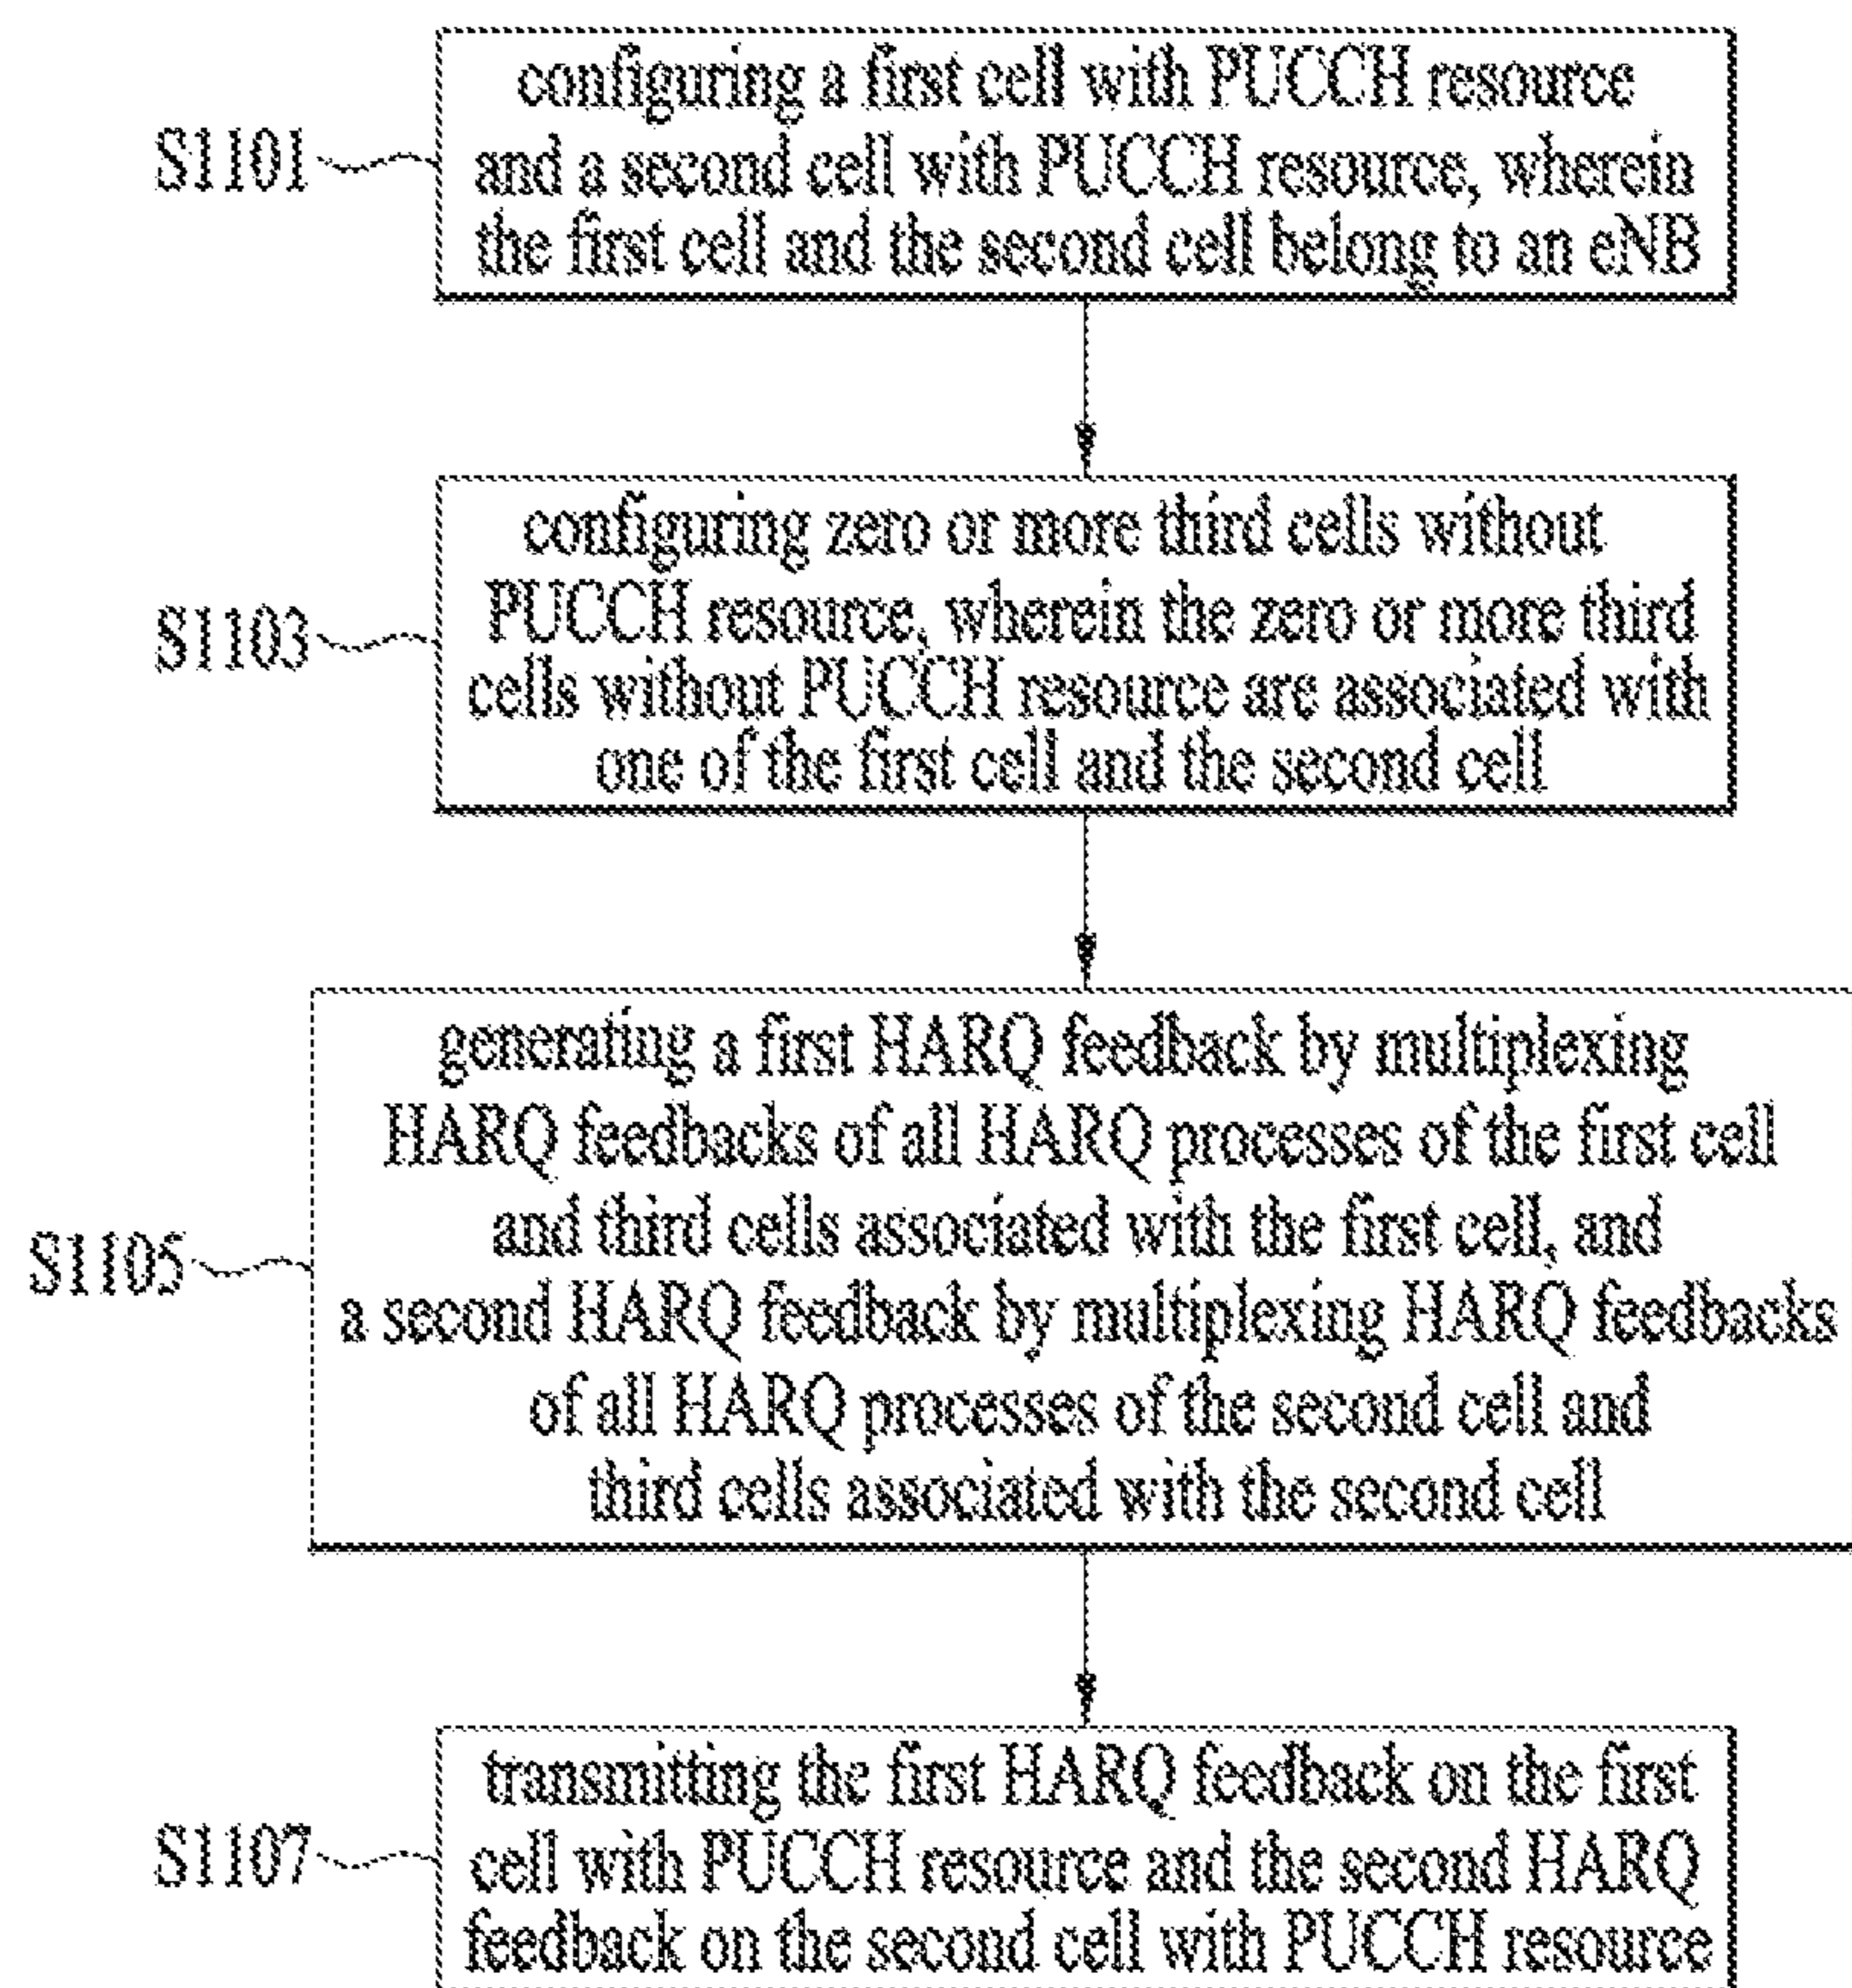 configuring a first cell with PUCCH resource
and a second cell with PUCCH resource, wherein
the first cell and the second cell belong to an eNB
S1101
configuring zero or more third cells without
PUCCH resource, wherein the zero or more third
cells without PUCCH resource are associated with
one of the first cell and the second cell
S1103
generating a first HARQ feedback by multiplexing
HARQ feedbacks of all HARQ processes of the first cell
and third cells associated with the first cell, and
a second HARQ feedback by multiplexing HARQ feedbacks
of all HARQ processes of the second cell and
third cells associated with the second cell
S1105
transmitting the first HARQ feedback on the first
cell with PUCCH resource and the second HARQ
feedback on the second cell with PUCCH resource
S1107